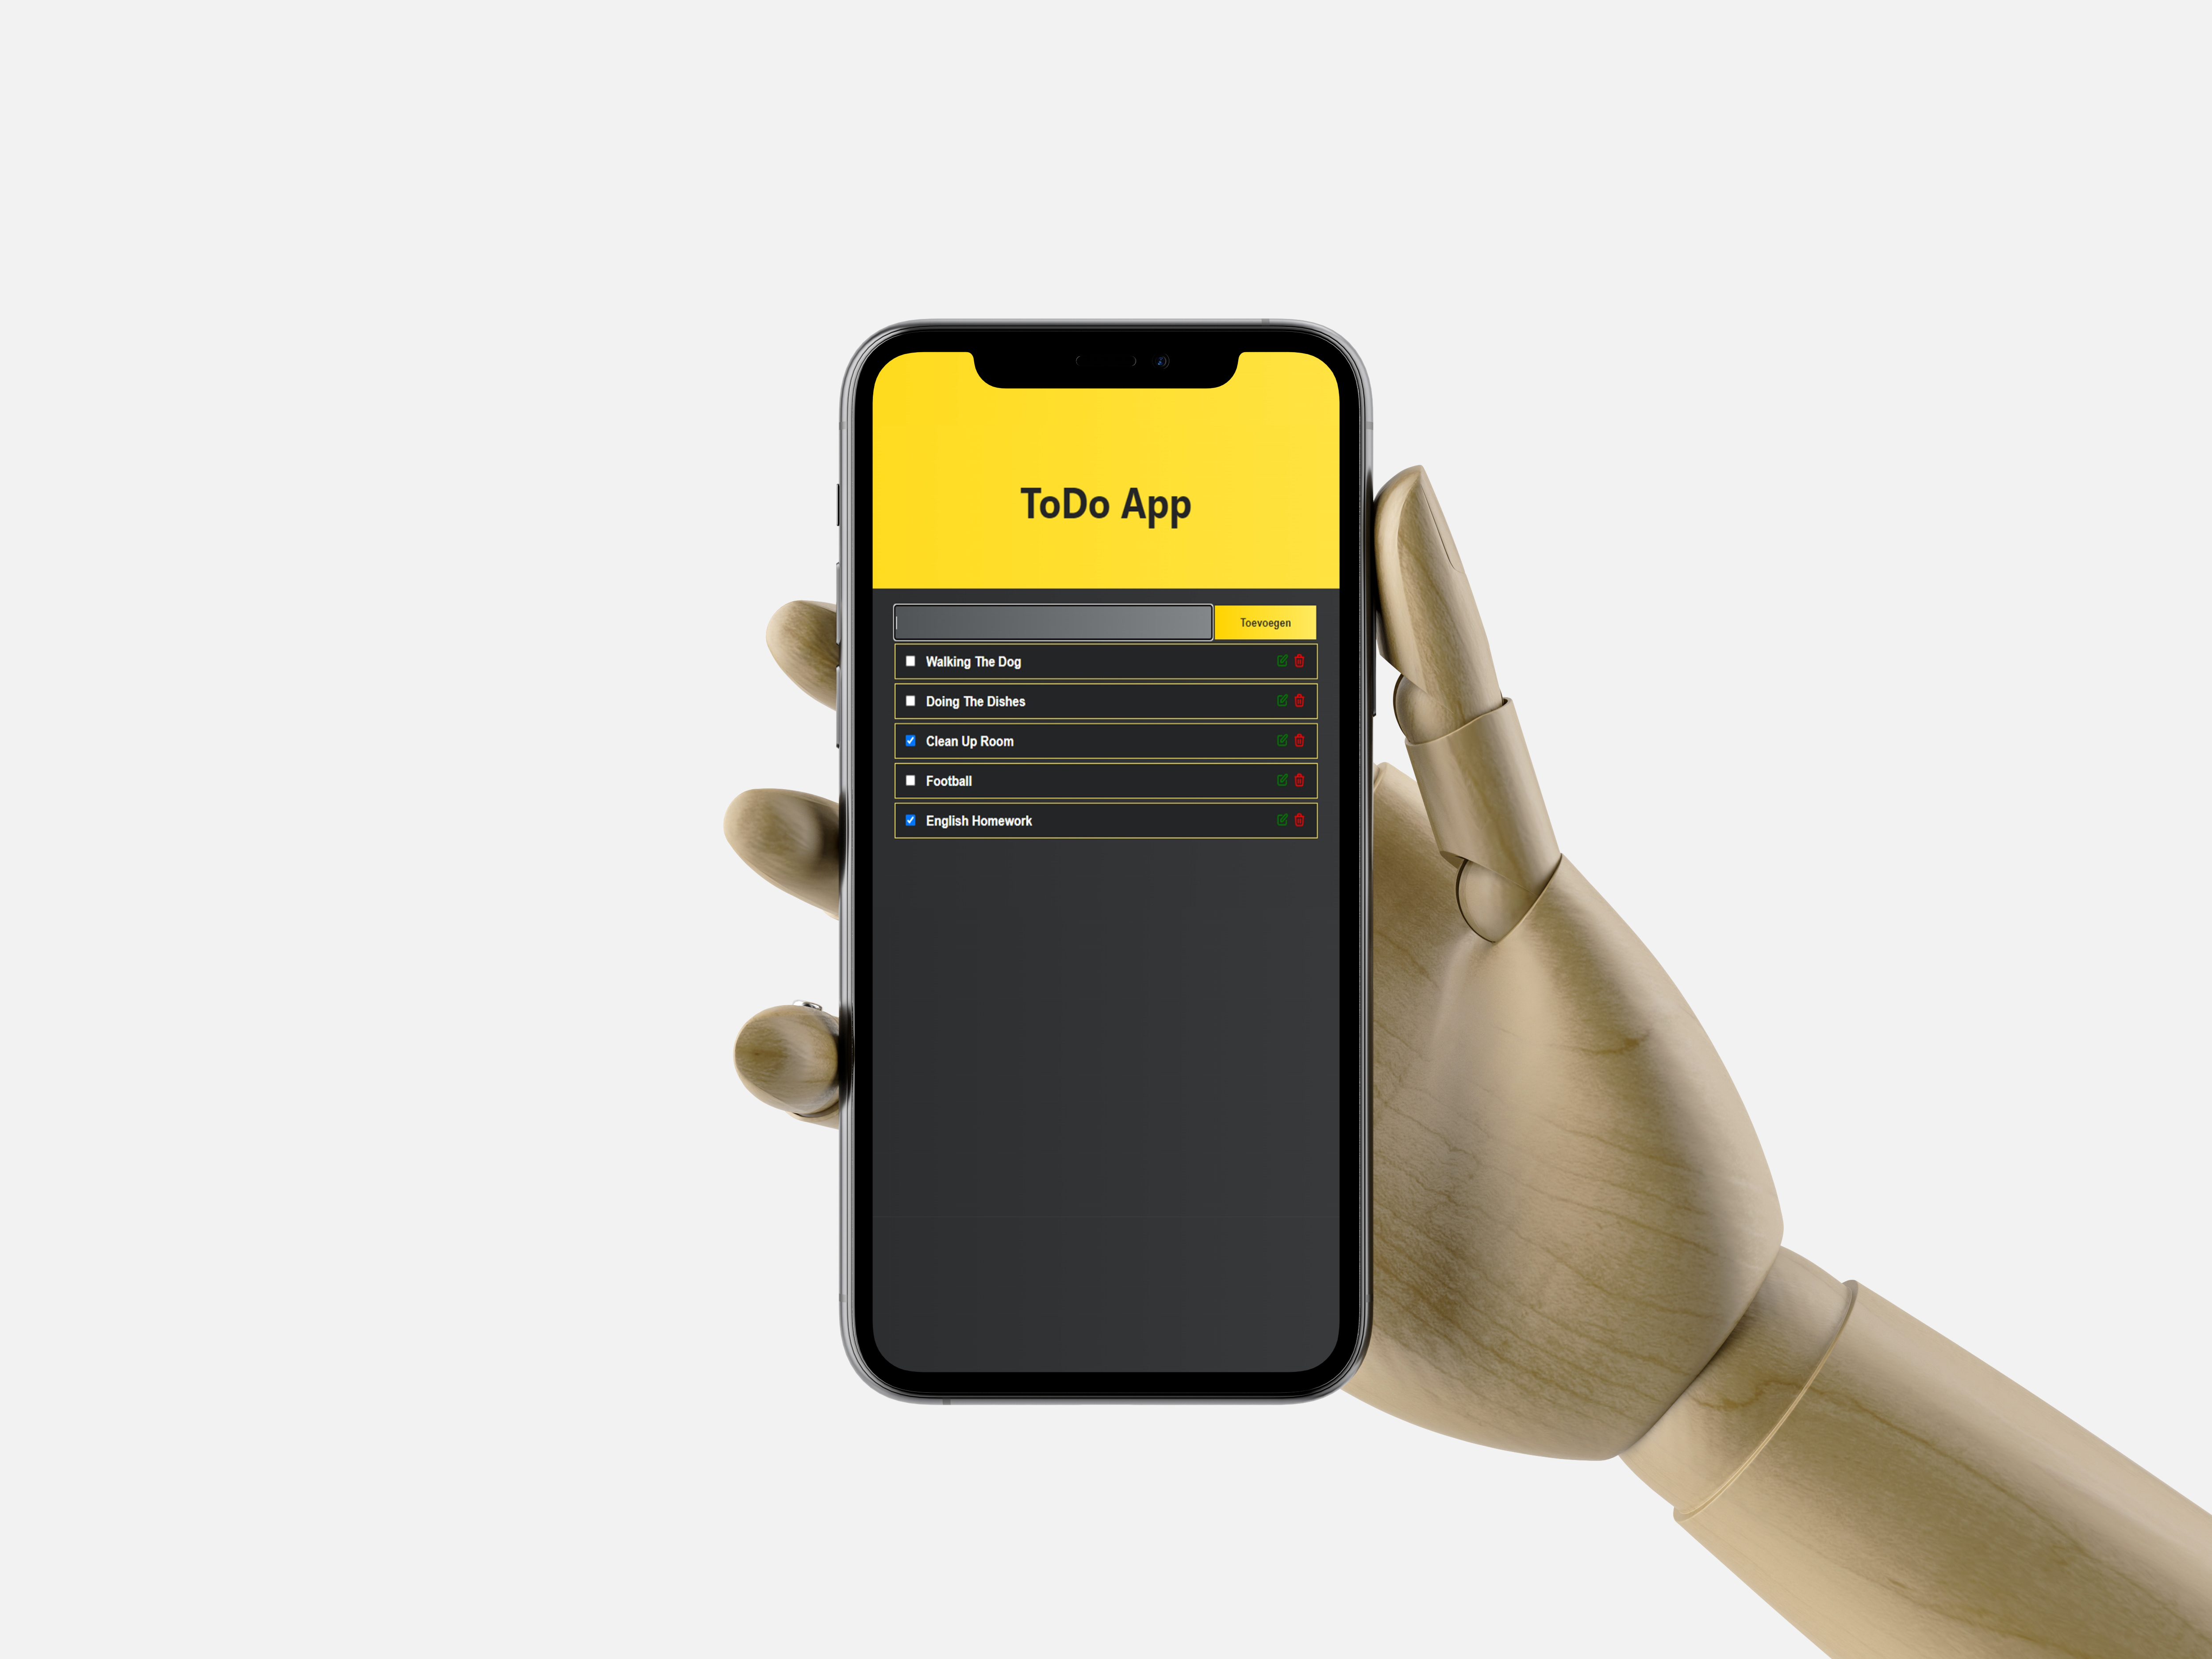 ToDo App
Toevoegen
Walking The Dog
Doing The Dishes
Clean Up Room
Football
English Homework